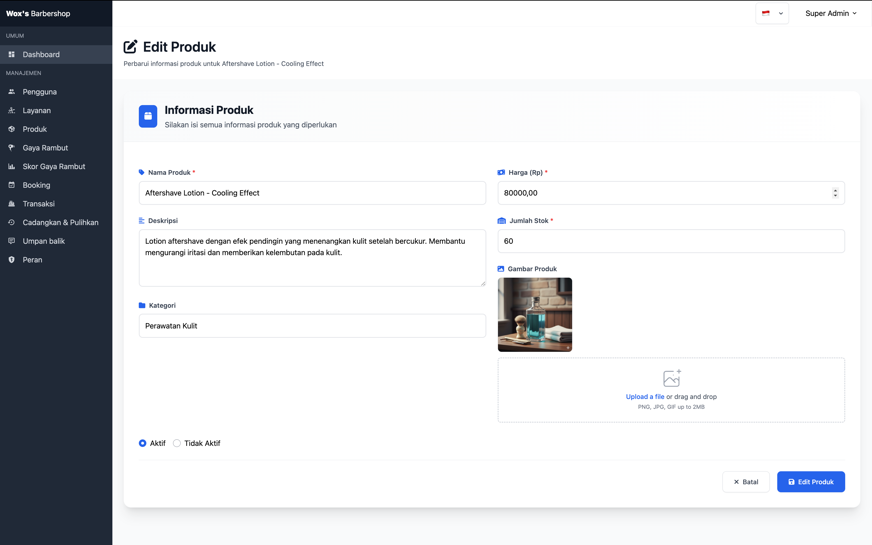 Wox's Barbershop
Super Admin
UMUM
Dashboard
MANAJEMEN
Pengguna
Layanan
Produk
Gaya Rambut
Skor Gaya Rambut
Booking
Transaksi
Cadangkan & Pulihkan
Umpan balik
Peran
Edit Produk
Perbarui informasi produk untuk Aftershave Lotion - Cooling Effect
Informasi Produk
Silakan isi semua informasi produk yang diperlukan
Nama Produk *
Aftershave Lotion - Cooling Effect
Deskripsi
Lotion aftershave dengan efek pendingin yang menenangkan kulit setelah bercukur. Membantu
mengurangi iritasi dan memberikan kelembutan pada kulit.
Kategori
Perawatan Kulit
Harga (Rp) *
80000,00
Jumlah Stok *
60
Gambar Produk
Upload a file or drag and drop
PNG, JPG, GIF up to 2MB
Aktif
Tidak Aktif
Batal
Edit Produk